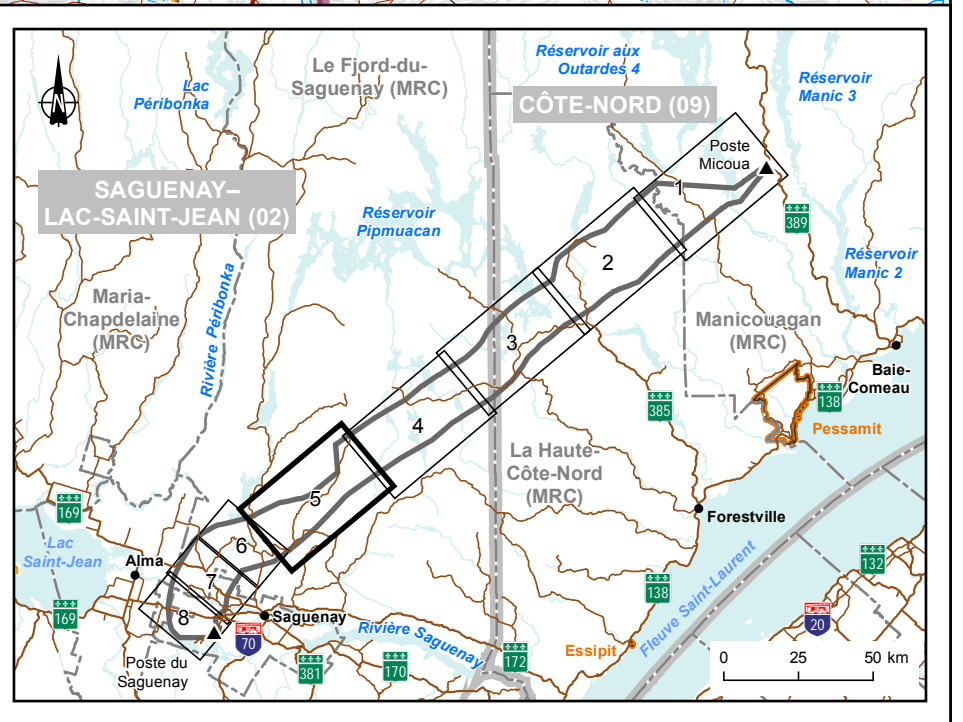 Le Fjord-du-
Saguenay (MRC)
Réservoir aux
Outardes 4
Réservoir
Manic 3
Lac
Péribonka
N
CÔTE-NORD (09)
Poste
Micoua
SAGUENAY–
LAC-SAINT-JEAN (02)
1
389
Réservoir
Pipmuacan
2
Réservoir
Manic 2
Rivière Péribonka
Maria-
Chapdelaine
(MRC)
3
Manicouagan
(MRC)
Baie-
Comeau
138
385
Pessamit
4
La Haute-
Côte-Nord
(MRC)
5
169
Forestville
6
Lac
Saint-Jean
Alma
7
Fleuve Saint-Laurent
132
138
169
8
Saguenay
20
70
Rivière Saguenay
Essipit
172
Poste du
Saguenay
381
170
0 25 50 km